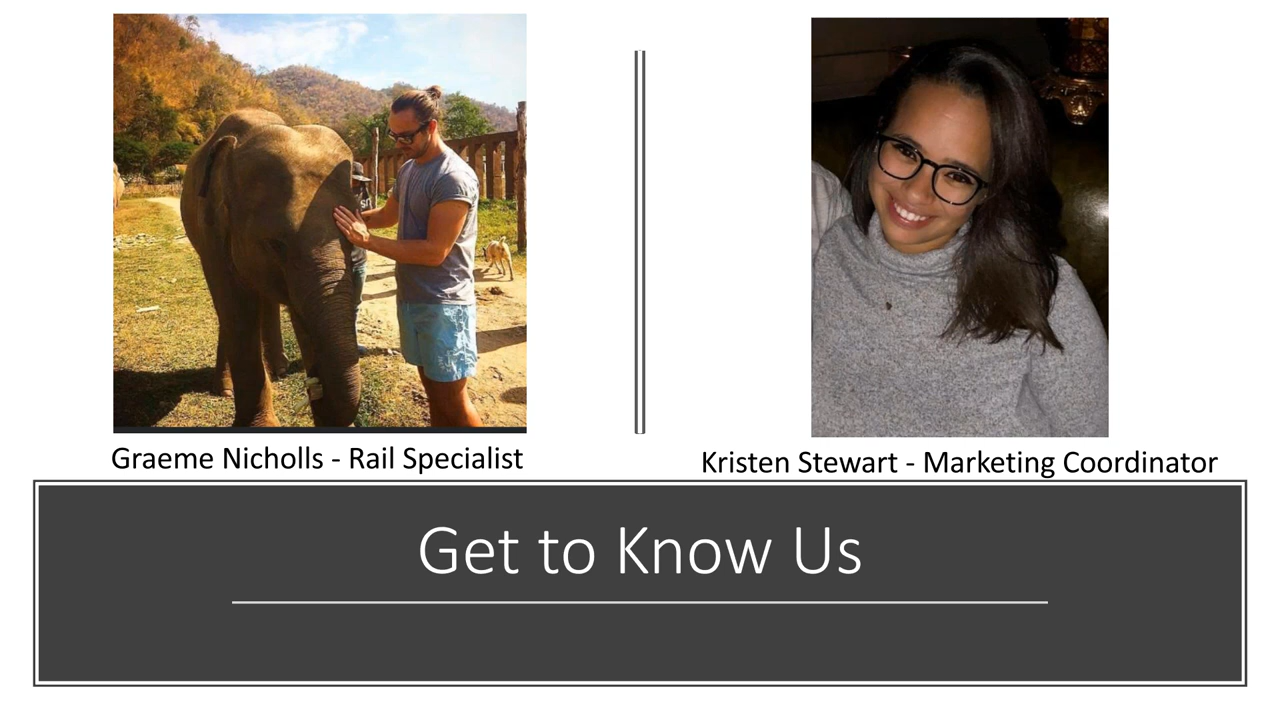 Graeme Nicholls - Rail Specialist
Kristen Stewart - Marketing Coordinator
Get to Know Us